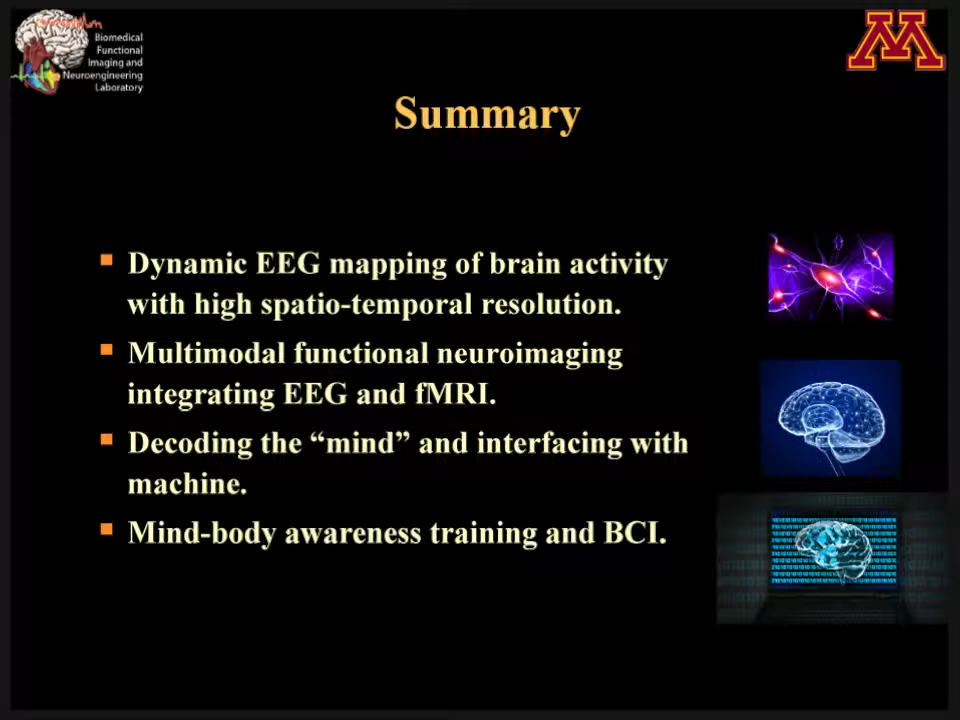 Biomedical
Functional
Imaging and
Neuroengineering
Laboratory
M
Summary
Dynamic EEG mapping of brain activity
with high spatio-temporal resolution.
Multimodal functional neuroimaging
integrating EEG and fMRI.
Decoding the “mind” and interfacing with
machine.
Mind-body awareness training and BCI.